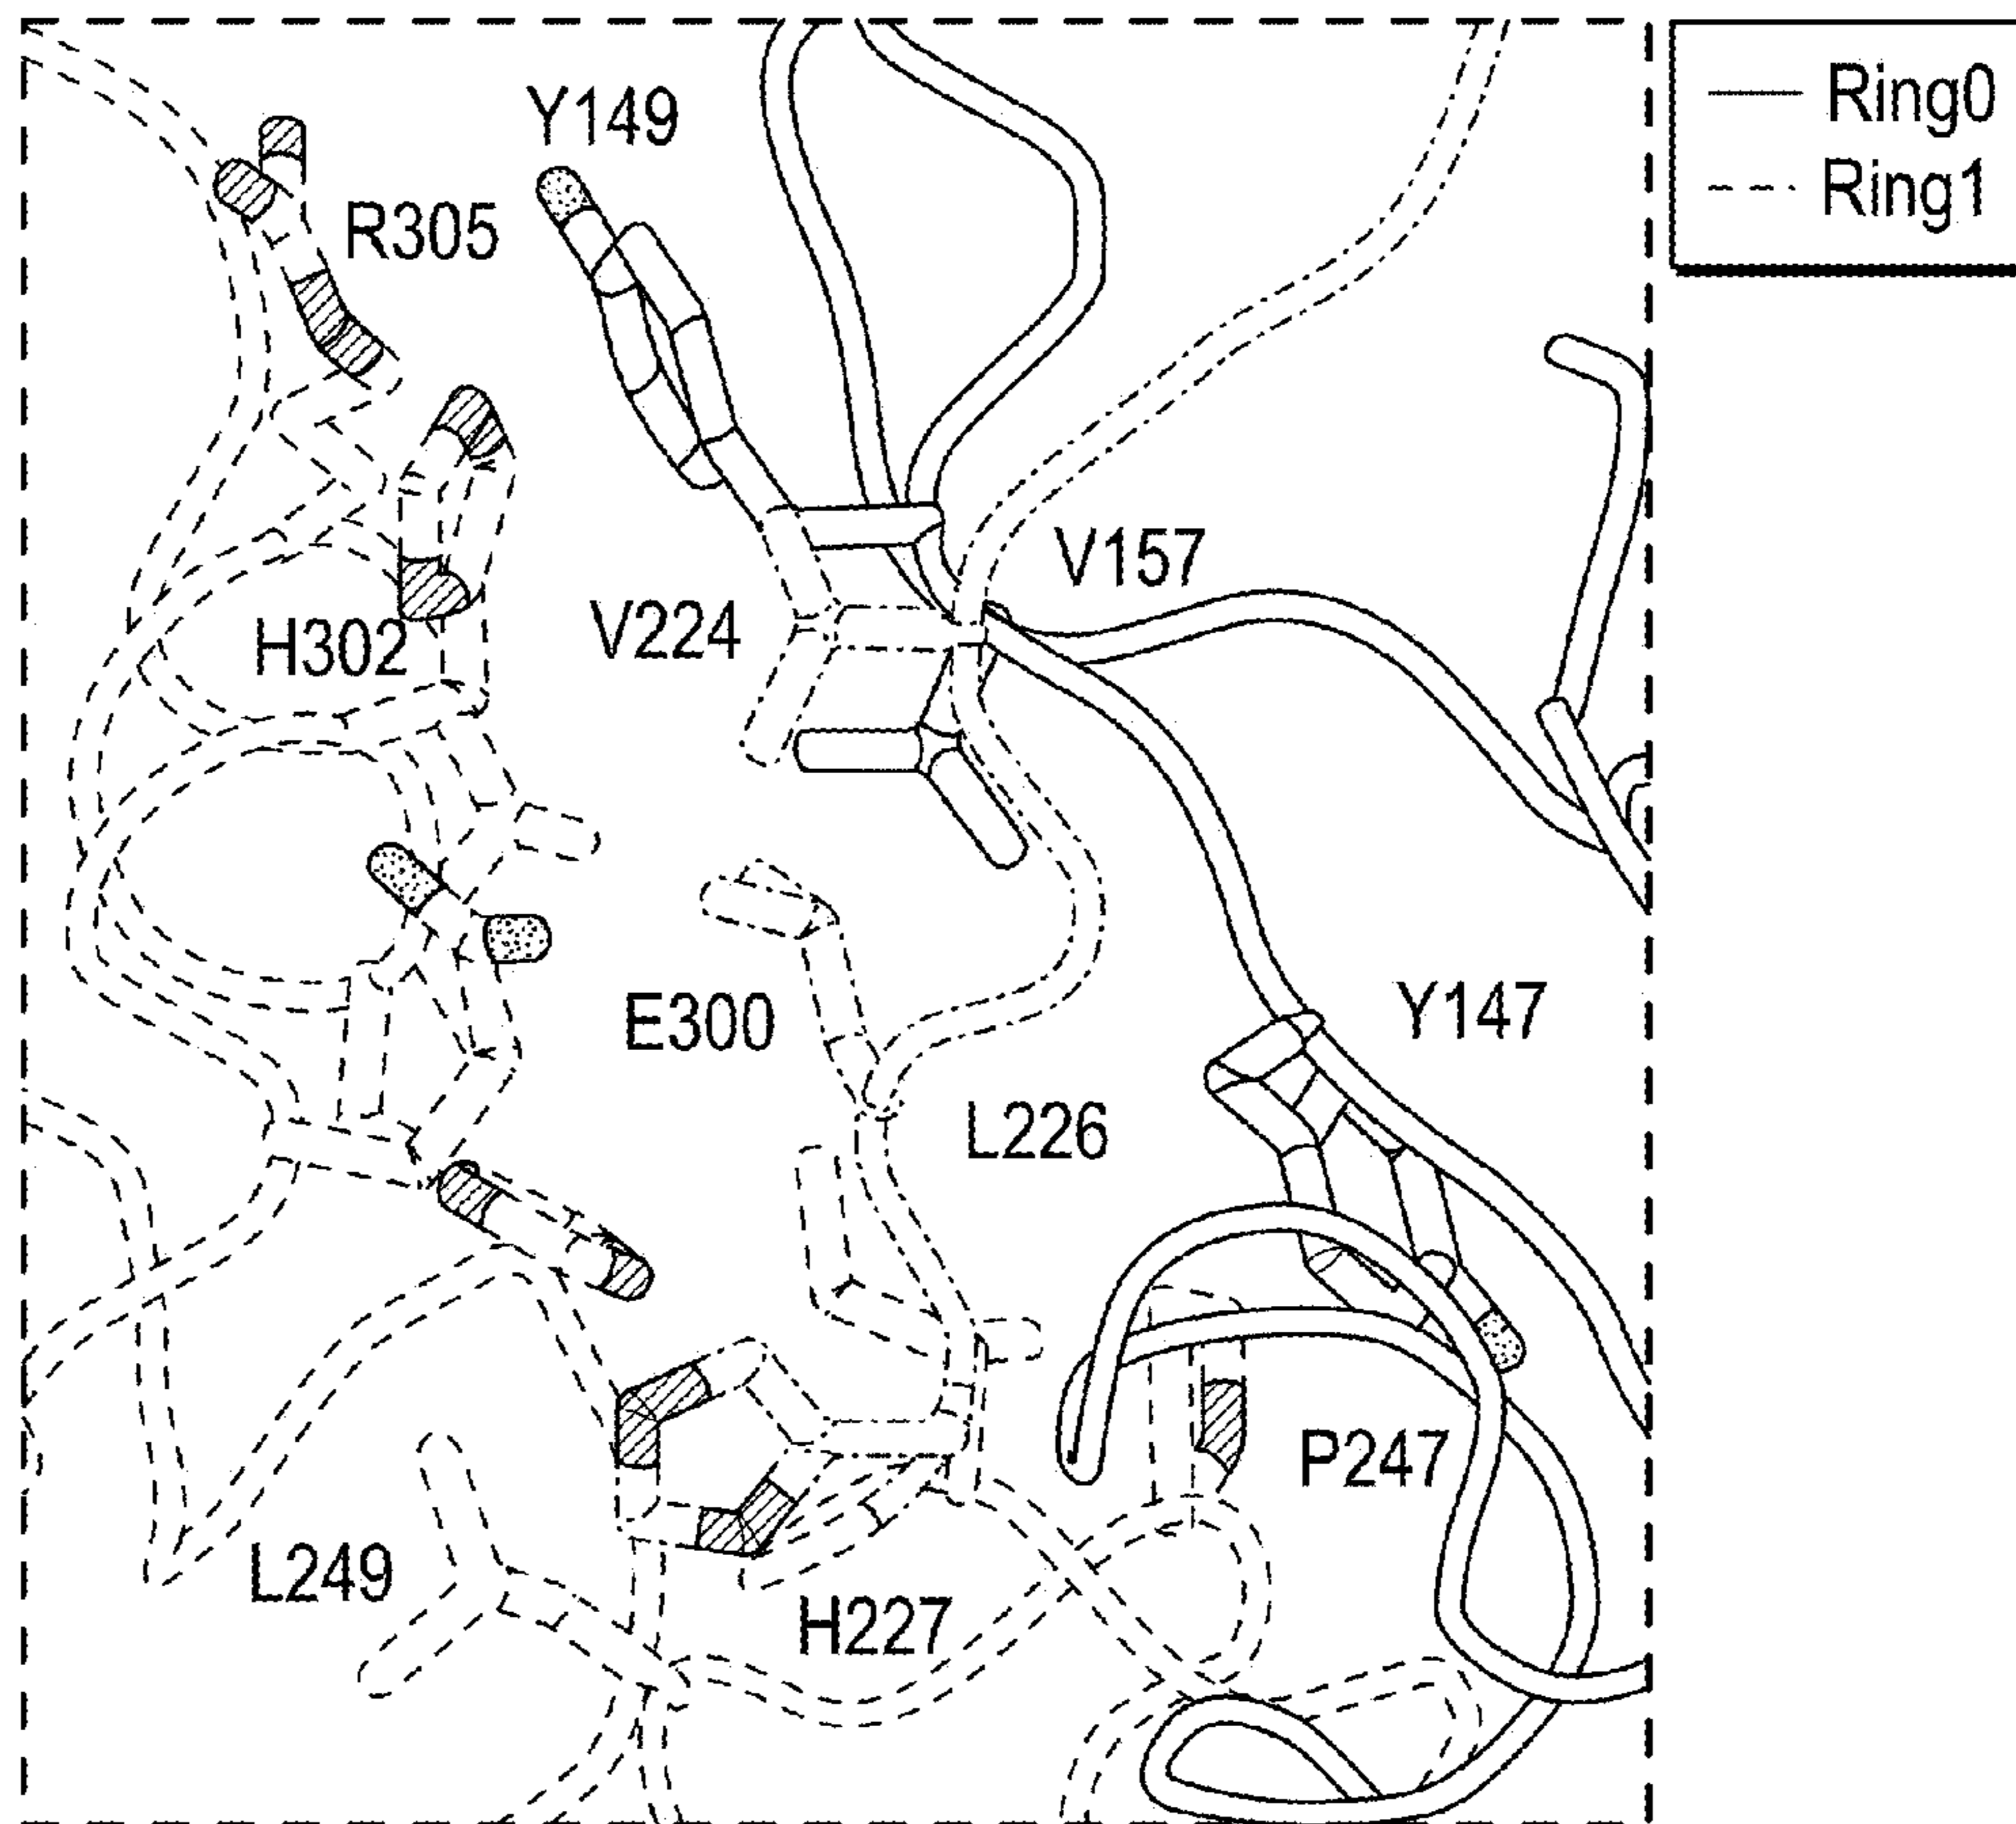 Ring0
Ring1
Y149
R305
V157
V224
H302
Y147
E300
L226
P247
L249
H227